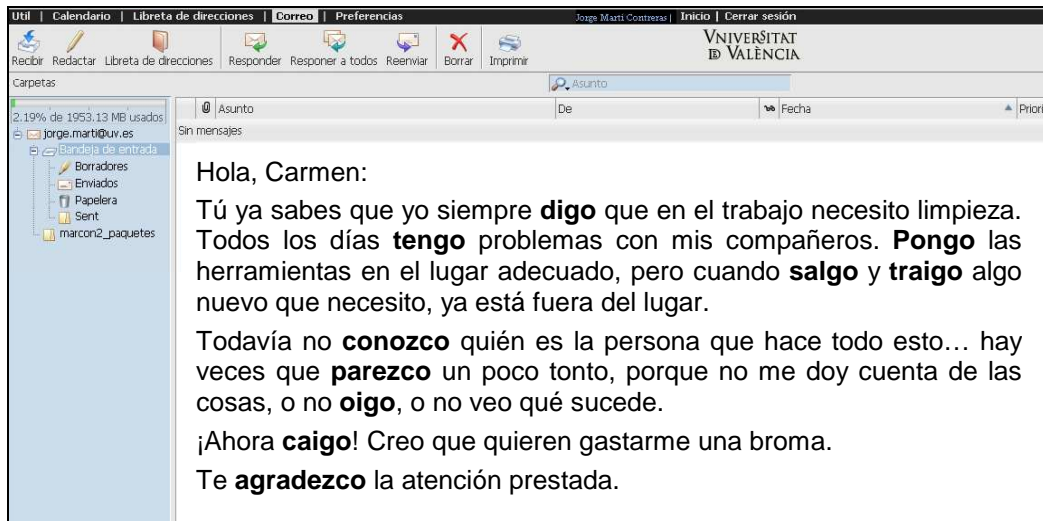 Util | Calendario | Libreta de direcciones | Correo | Preferencias Jorge Martí Contreras | Inicio | Cerrar sesión
Recibir Redactar Libreta de direcciones Responder Responer a todos Reenviar Borrar Imprimir
VNIVERSITAT
ID VALÈNCIA
Carpetas
Asunto
2.19% de 1953.13 MB usados
Asunto De Fecha Priori
jorge.marti@uv.es
Sin mensajes
Bandeja de entrada
Borradores
Enviados
Papelera
Sent
marcon2_paquetes
Hola, Carmen:
Tú ya sabes que yo siempre digo que en el trabajo necesito limpieza.
Todos los días tengo problemas con mis compañeros. Pongo las
herramientas en el lugar adecuado, pero cuando salgo y traigo algo
nuevo que necesito, ya está fuera del lugar.
Todavía no conozco quién es la persona que hace todo esto… hay
veces que parezco un poco tonto, porque no me doy cuenta de las
cosas, o no oigo, o no veo qué sucede.
¡Ahora caigo! Creo que quieren gastarme una broma.
Te agradezco la atención prestada.